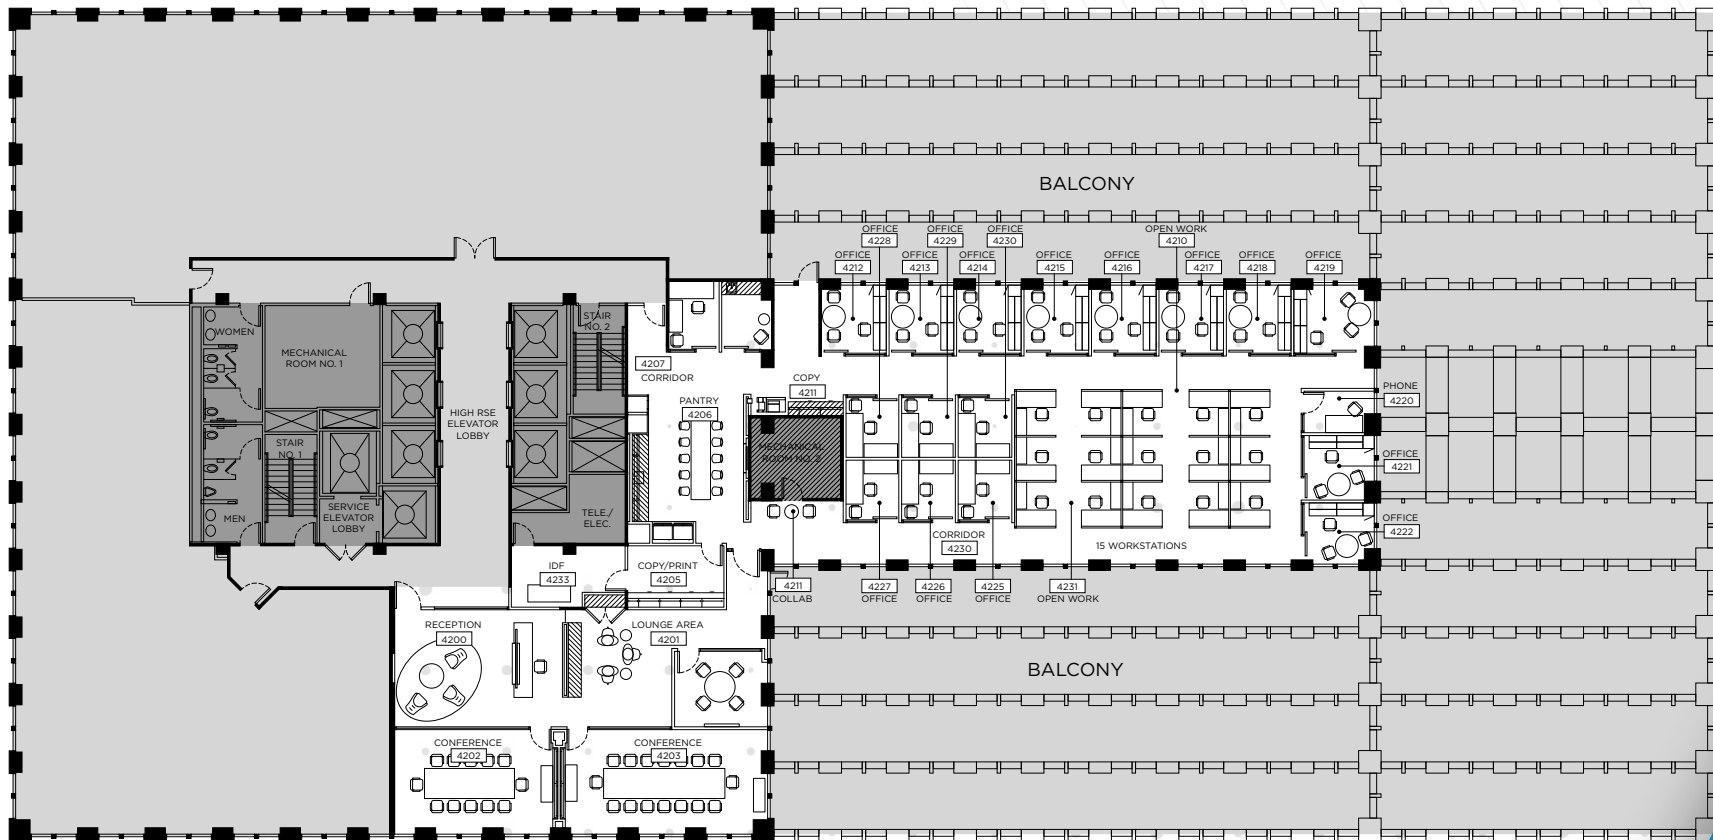 BALCONY
OFFICE
4228
OFFICE
4229
OFFICE
4230
OPEN WORK
4210
OFFICE
4212
OFFICE
4213
OFFICE
4214
OFFICE
4215
OFFICE
4216
OFFICE
4217
OFFICE
4218
OFFICE
4219
WOMEN
MECHANICAL
ROOM NO. 1
STAIR
NO. 2
4207
CORRIDOR
COPY
4211
PHONE
4220
HIGH RSE
ELEVATOR
LOBBY
PANTRY
4206
STAIR
NO. 1
MECHANICAL
ROOM NO. 2
OFFICE
4221
MEN
SERVICE
ELEVATOR
LOBBY
TELE./
ELEC.
OFFICE
4222
CORRIDOR
4230
15 WORKSTATIONS
IDF
4233
COPY/PRINT
4205
4211
COLLAB
4227
OFFICE
4226
OFFICE
4225
OFFICE
4231
OPEN WORK
RECEPTION
4200
LOUNGE AREA
4201
BALCONY
CONFERENCE
4202
CONFERENCE
4203